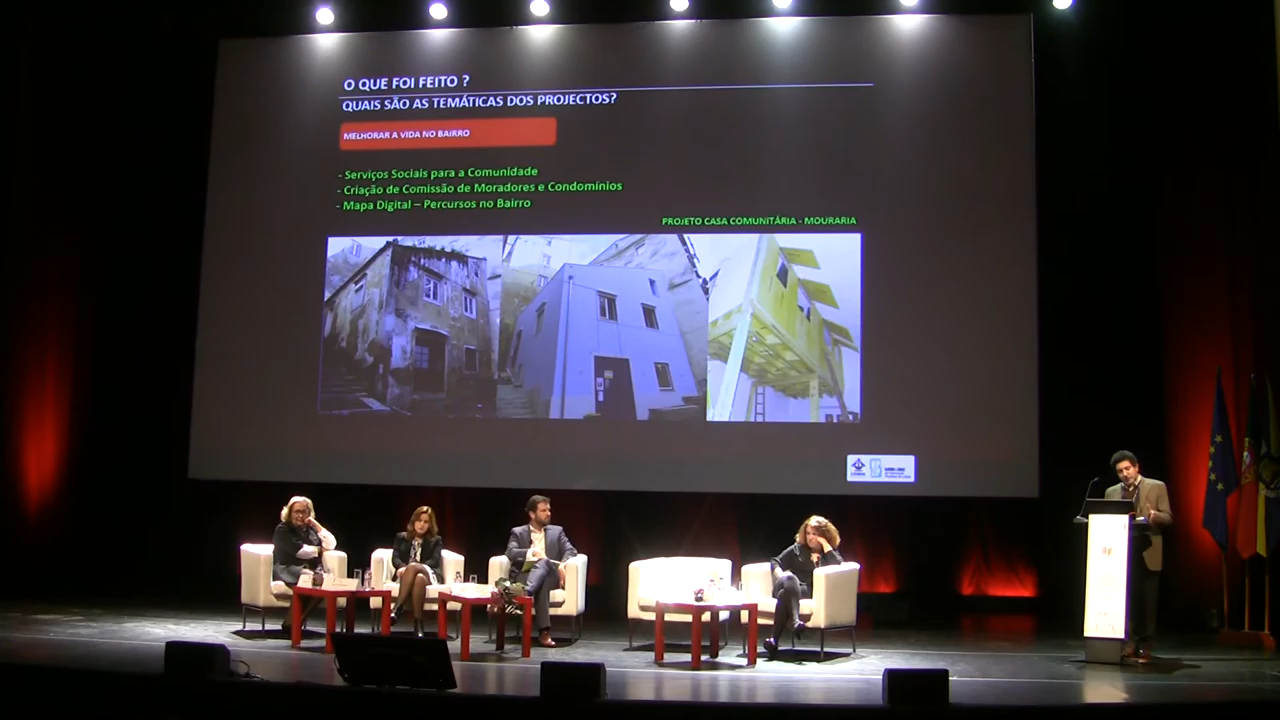 O QUE FOI FEITO ?
QUAIS SÃO AS TEMÁTICAS DOS PROJECTOS?
MELHORAR A VIDA NO BAIRRO
- Serviços Sociais para a Comunidade
- Criação de Comissão de Moradores e Condomínios
- Mapa Digital – Percursos no Bairro
PROJETO CASA COMUNITÁRIA - MOURARIA